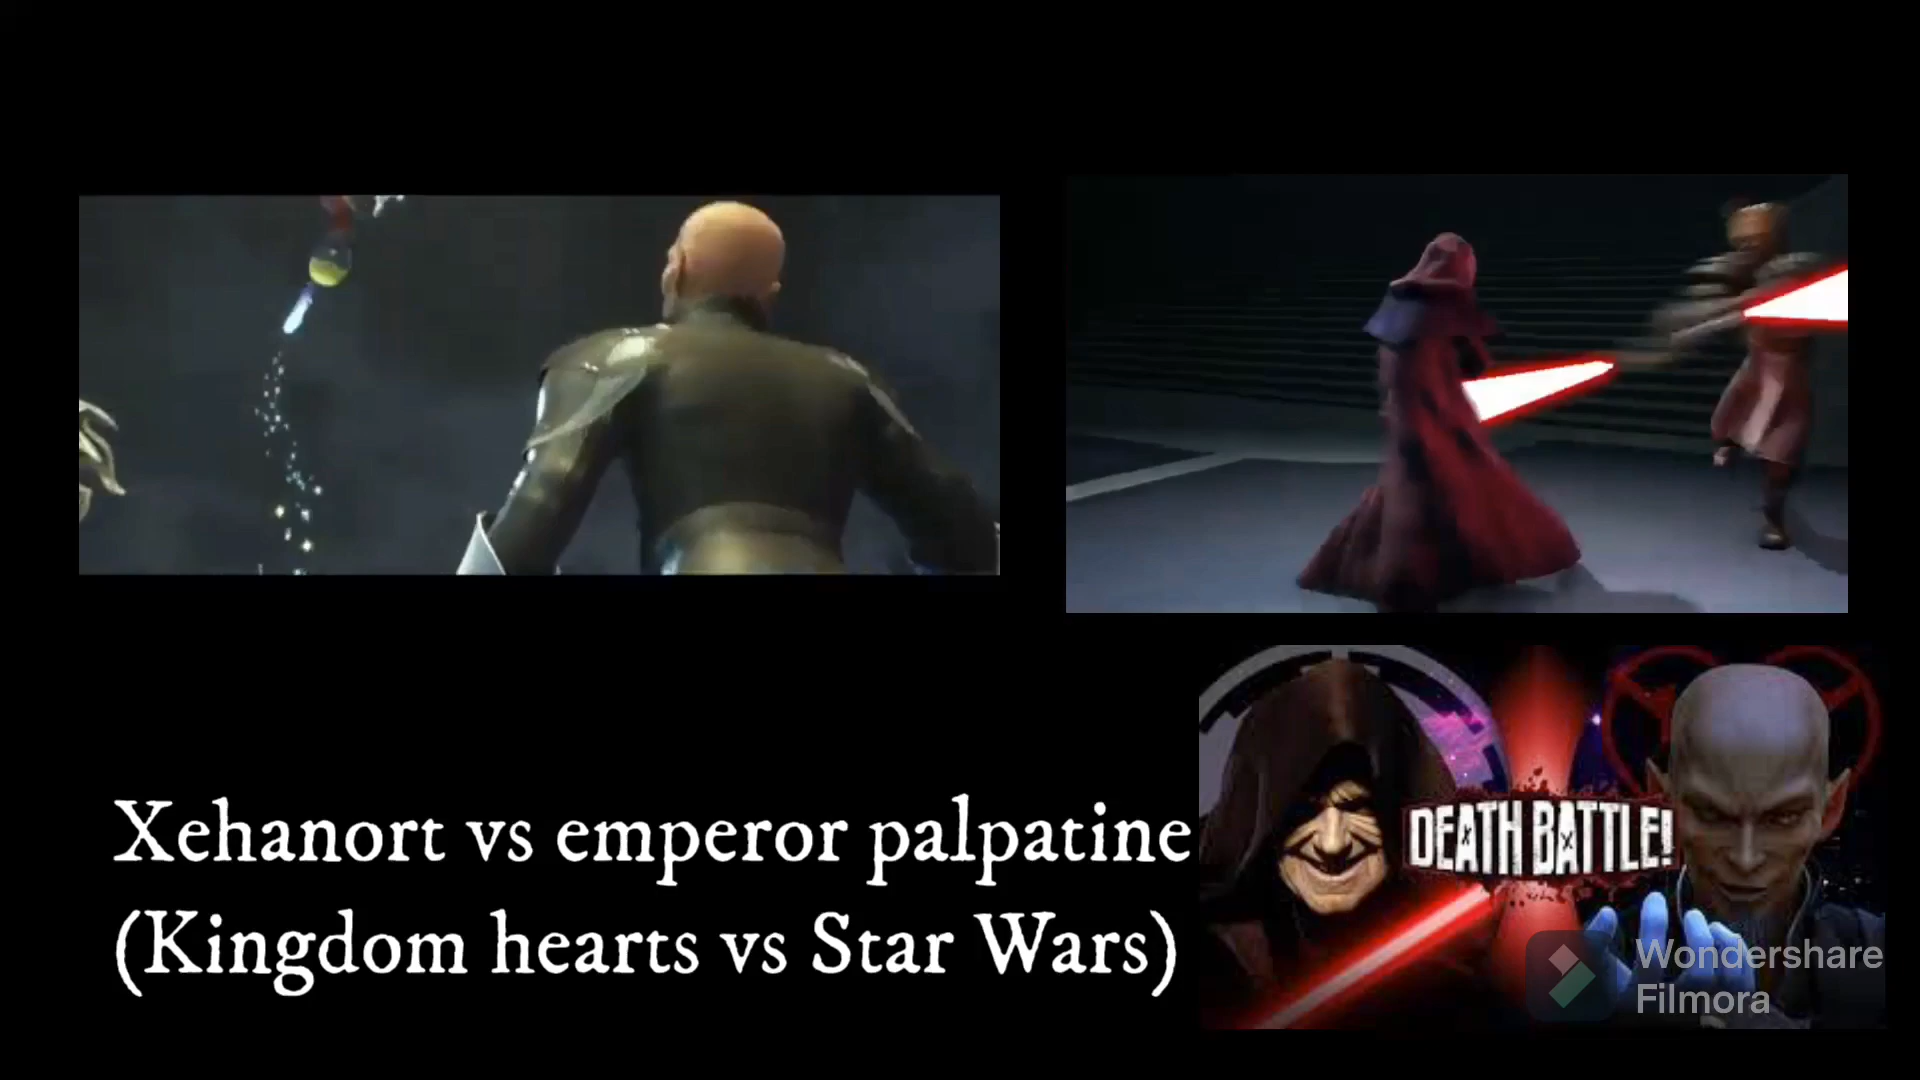 Xehanort vs emperor palpatine
(Kingdom hearts vs Star Wars)
DEATH BATTLE!
Wondershare
Filmora